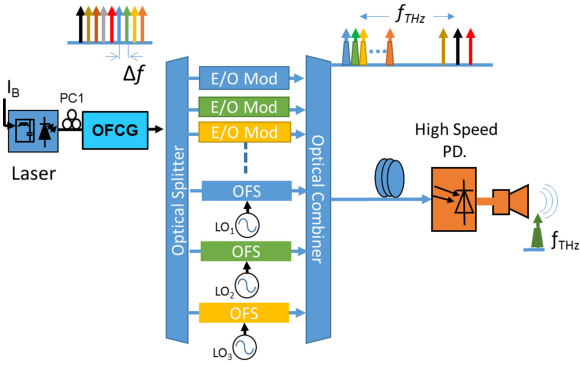 f_THz
Δf
I_B
PC1
OFCG
Laser
Optical Splitter
E/O Mod
E/O Mod
E/O Mod
OFS
LO₁
OFS
LO₂
OFS
LO₃
Optical Combiner
High Speed
PD.
f_THz